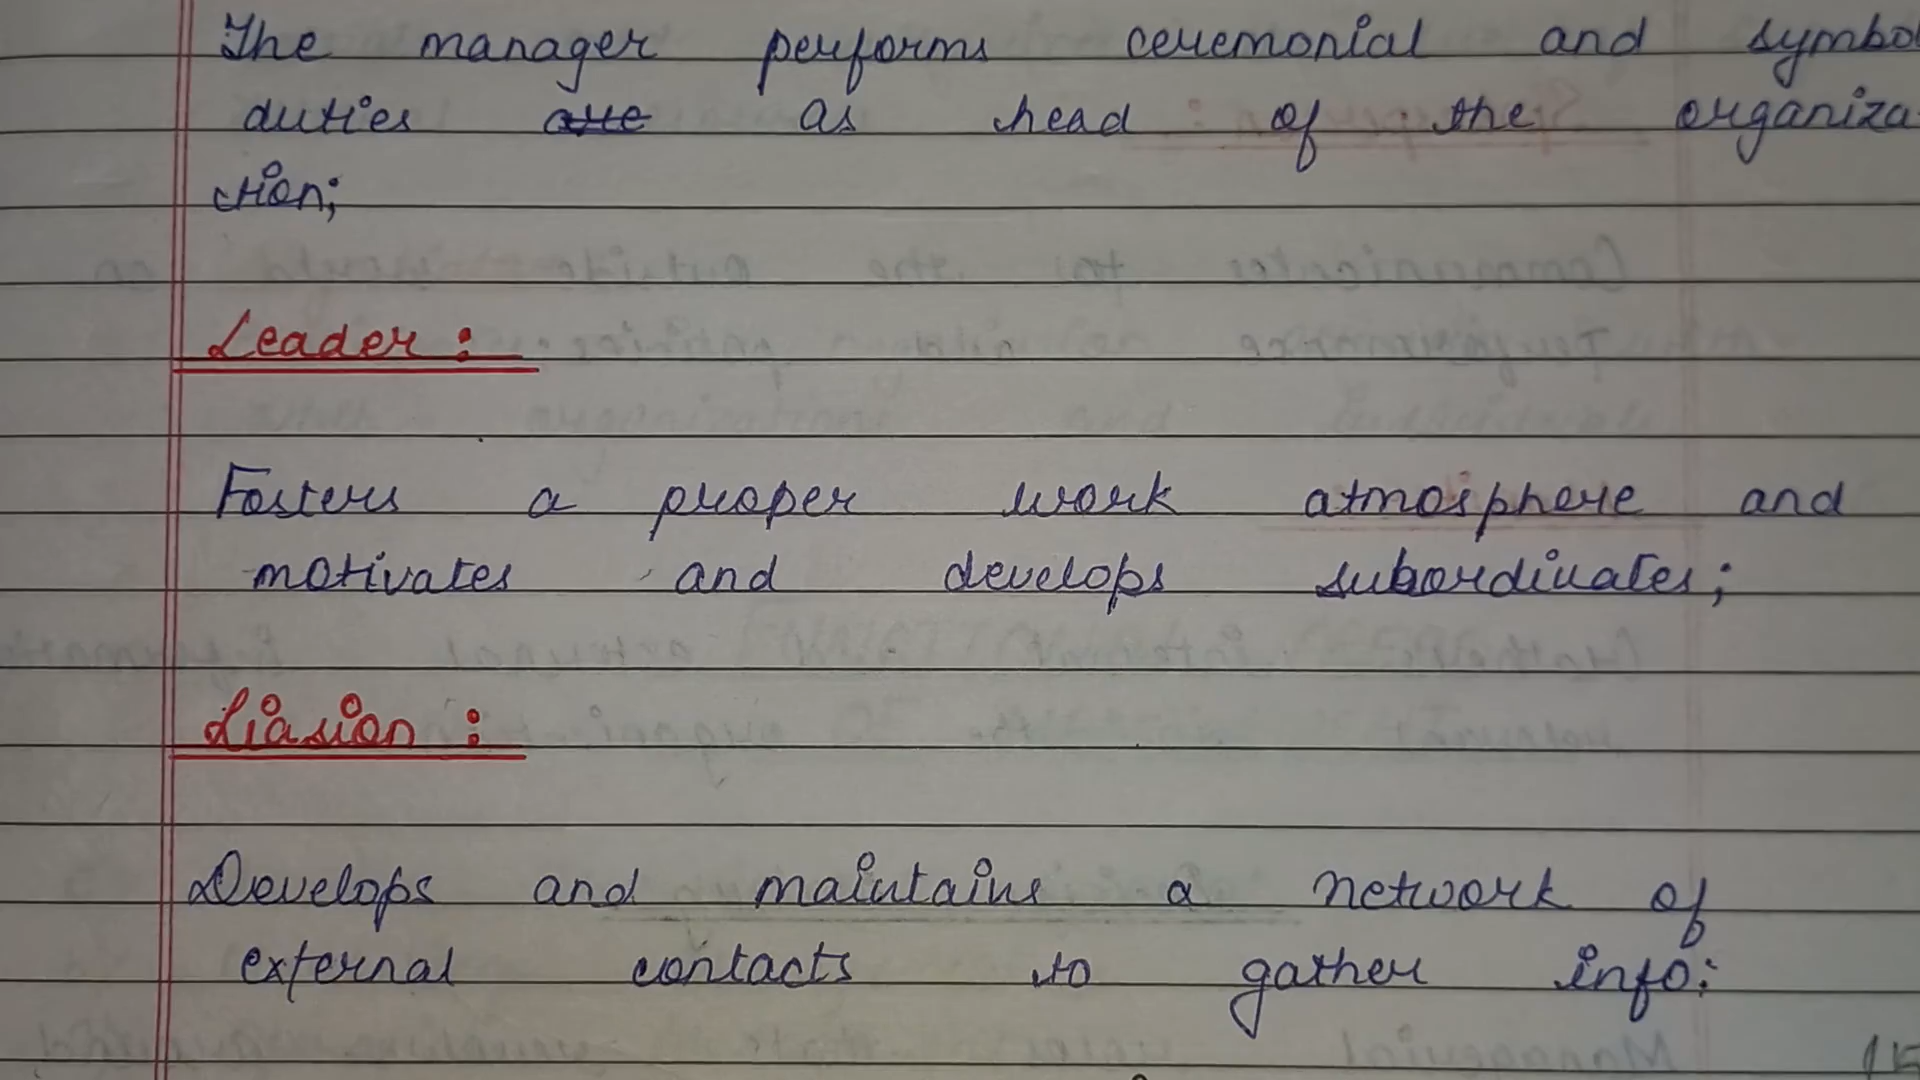 The manager performs ceremonial and symbol
duties are as head of the organiza
tion;
Leader :
Fosters a proper work atmosphere and
motivates and develops subordinates;
Liasion :
Develops and maintains a network of
external contacts to gather info: